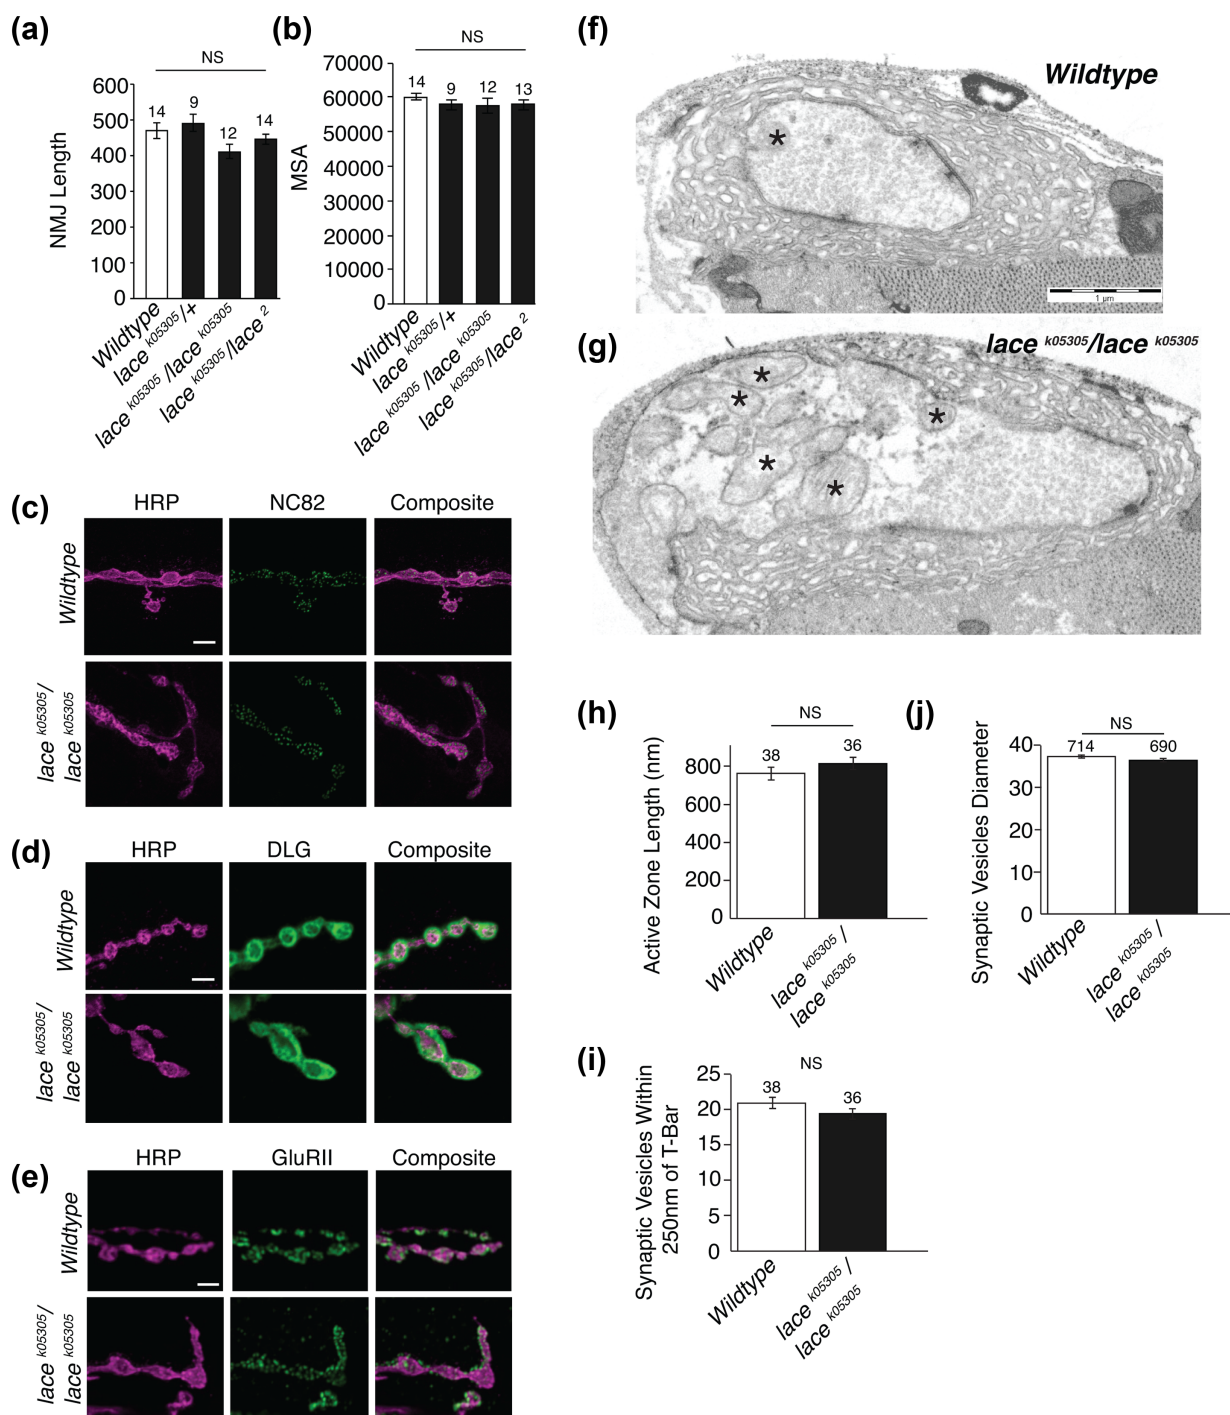 (a)
NS
NMJ Length
600
500
400
300
200
100
0
14
9
12
14
Wildtype
lace k05305/+
lace k05305/lace k05305
lace k05305/lace 2
(b)
NS
MSA
70000
60000
50000
40000
30000
20000
10000
0
14
9
12
13
Wildtype
lace k05305/+
lace k05305/lace k05305
lace k05305/lace 2
(c)
HRP NC82 Composite
Wildtype
lace k05305/
lace k05305
(d)
HRP DLG Composite
Wildtype
lace k05305/
lace k05305
(e)
HRP GluRII Composite
Wildtype
lace k05305/
lace k05305
(f)
Wildtype
*
1 µm
(g)
lace k05305/lace k05305
*
*
*
*
*
(h)
NS
Active Zone Length (nm)
800
600
400
200
0
38
36
Wildtype
lace k05305 /
lace k05305
(j)
NS
Synaptic Vesicles Diameter
40
30
20
10
0
714
690
Wildtype
lace k05305 /
lace k05305
(i)
NS
Synaptic Vesicles Within
250nm of T-Bar
25
20
15
10
5
0
38
36
Wildtype
lace k05305 /
lace k05305